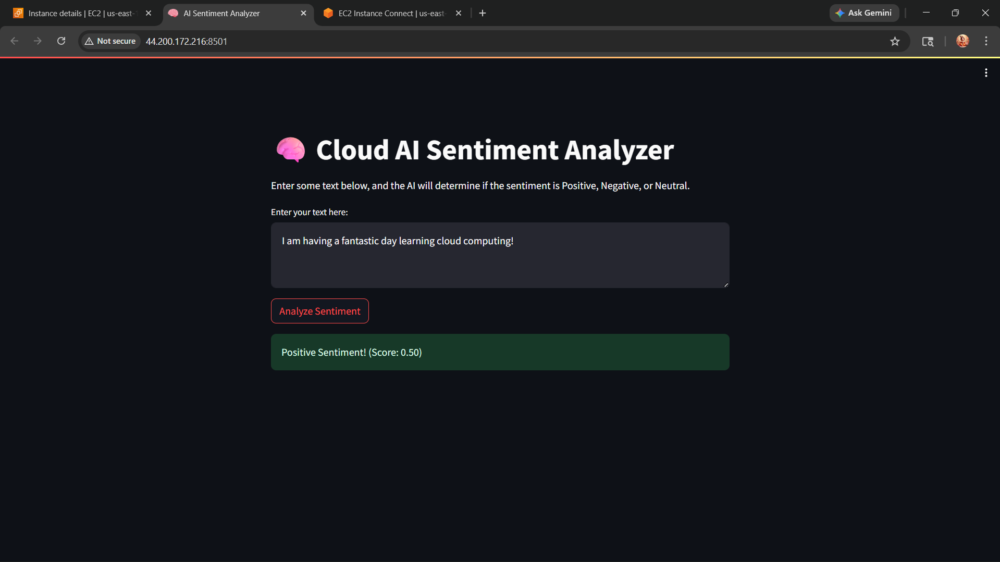 Instance details | EC2 | us-east-
AI Sentiment Analyzer
EC2 Instance Connect | us-east-
Ask Gemini
Not secure
44.200.172.216:8501
Cloud AI Sentiment Analyzer
Enter some text below, and the AI will determine if the sentiment is Positive, Negative, or Neutral.
Enter your text here:
I am having a fantastic day learning cloud computing!
Analyze Sentiment
Positive Sentiment! (Score: 0.50)